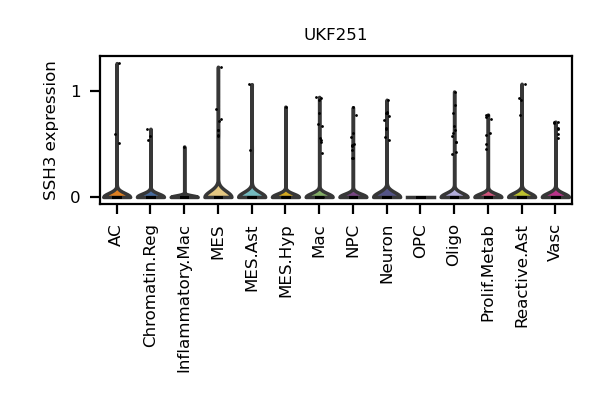 UKF251
SSH3 expression
1
0
AC
Chromatin.Reg
Inflammatory.Mac
MES
MES.Ast
MES.Hyp
Mac
NPC
Neuron
OPC
Oligo
Prolif.Metab
Reactive.Ast
Vasc